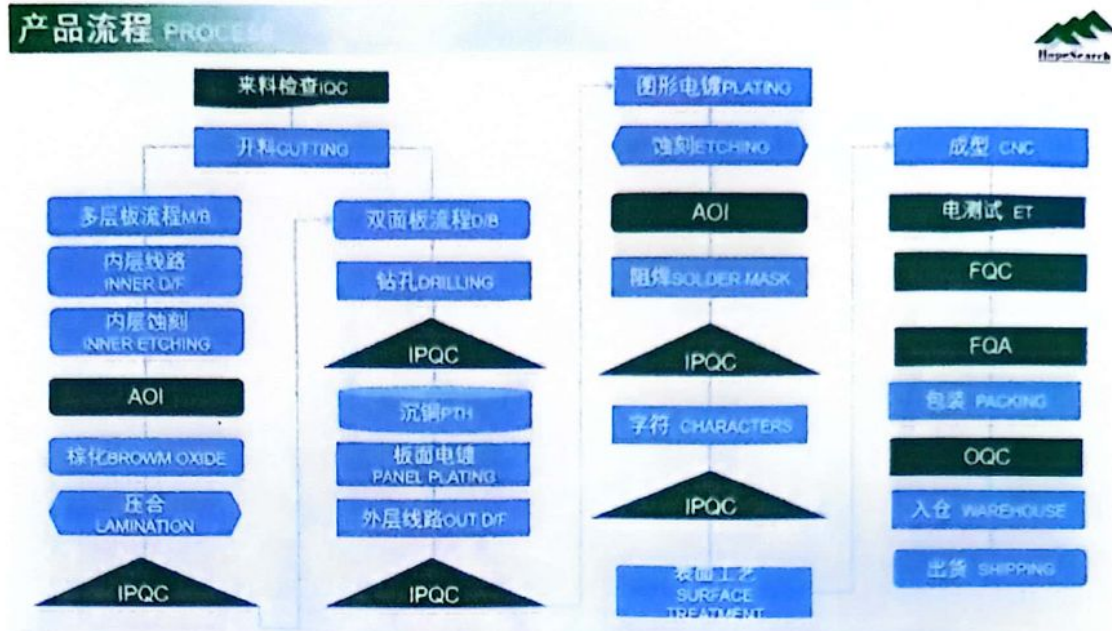 产品流程 PROCESS
HopeSearch
来料检查IQC
开料CUTTING
多层板流程M/B
内层线路
INNER D/F
内层蚀刻
INNER ETCHING
AOI
棕化BROWM OXIDE
压合
LAMINATION
IPQC
双面板流程D/B
钻孔DRILLING
IPQC
沉铜PTH
板面电镀
PANEL PLATING
外层线路OUT D/F
IPQC
图形电镀PLATING
蚀刻ETCHING
AOI
阻焊SOLDER MASK
IPQC
字符 CHARACTERS
IPQC
表面工艺
SURFACE
TREATMENT
成型 CNC
电测试 ET
FQC
FQA
包装 PACKING
OQC
入仓 WAREHOUSE
出货 SHIPPING